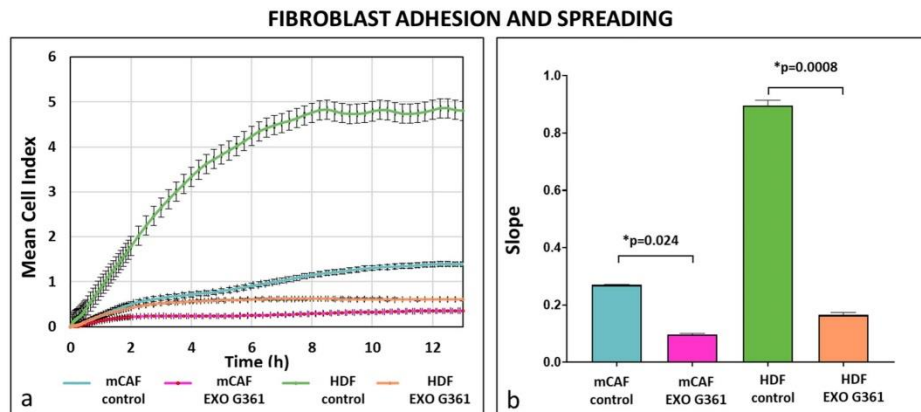 FIBROBLAST ADHESION AND SPREADING
6
5
4
3
2
1
0
Mean Cell Index
0 2 4 6 8 10 12
Time (h)
mCAF control
mCAF EXO G361
HDF control
HDF EXO G361
a
1.0
0.8
0.6
0.4
0.2
0.0
Slope
*p=0.0008
*p=0.024
mCAF control
mCAF EXO G361
HDF control
HDF EXO G361
b